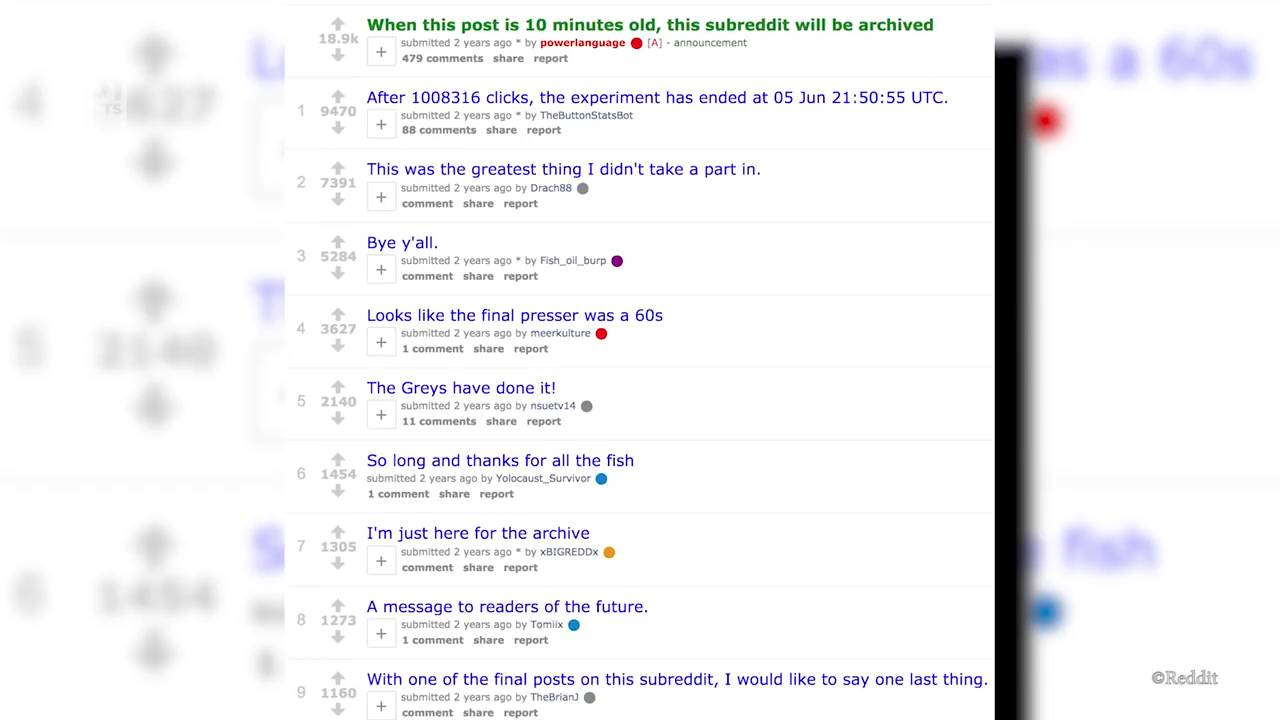 When this post is 10 minutes old, this subreddit will be archived
18.9k
submitted 2 years ago * by powerlanguage [A] - announcement
479 comments share report
After 1008316 clicks, the experiment has ended at 05 Jun 21:50:55 UTC.
1 9470
submitted 2 years ago * by TheButtonStatsBot
88 comments share report
This was the greatest thing I didn't take a part in.
2 7391
submitted 2 years ago by Drach88
comment share report
Bye y'all.
3 5284
submitted 2 years ago * by Fish_oil_burp
comment share report
Looks like the final presser was a 60s
4 3627
submitted 2 years ago by meerkulture
1 comment share report
The Greys have done it!
5 2140
submitted 2 years ago by nsuetv14
11 comments share report
So long and thanks for all the fish
6 1454
submitted 2 years ago by Yolocaust_Survivor
1 comment share report
I'm just here for the archive
7 1305
submitted 2 years ago * by xBIGREDDx
comment share report
A message to readers of the future.
8 1273
submitted 2 years ago by Tomiix
1 comment share report
With one of the final posts on this subreddit, I would like to say one last thing.
9 1160
submitted 2 years ago by TheBrianJ
comment share report
4 3627
as a 60s
5 2140
6 1454
fish
©Reddit